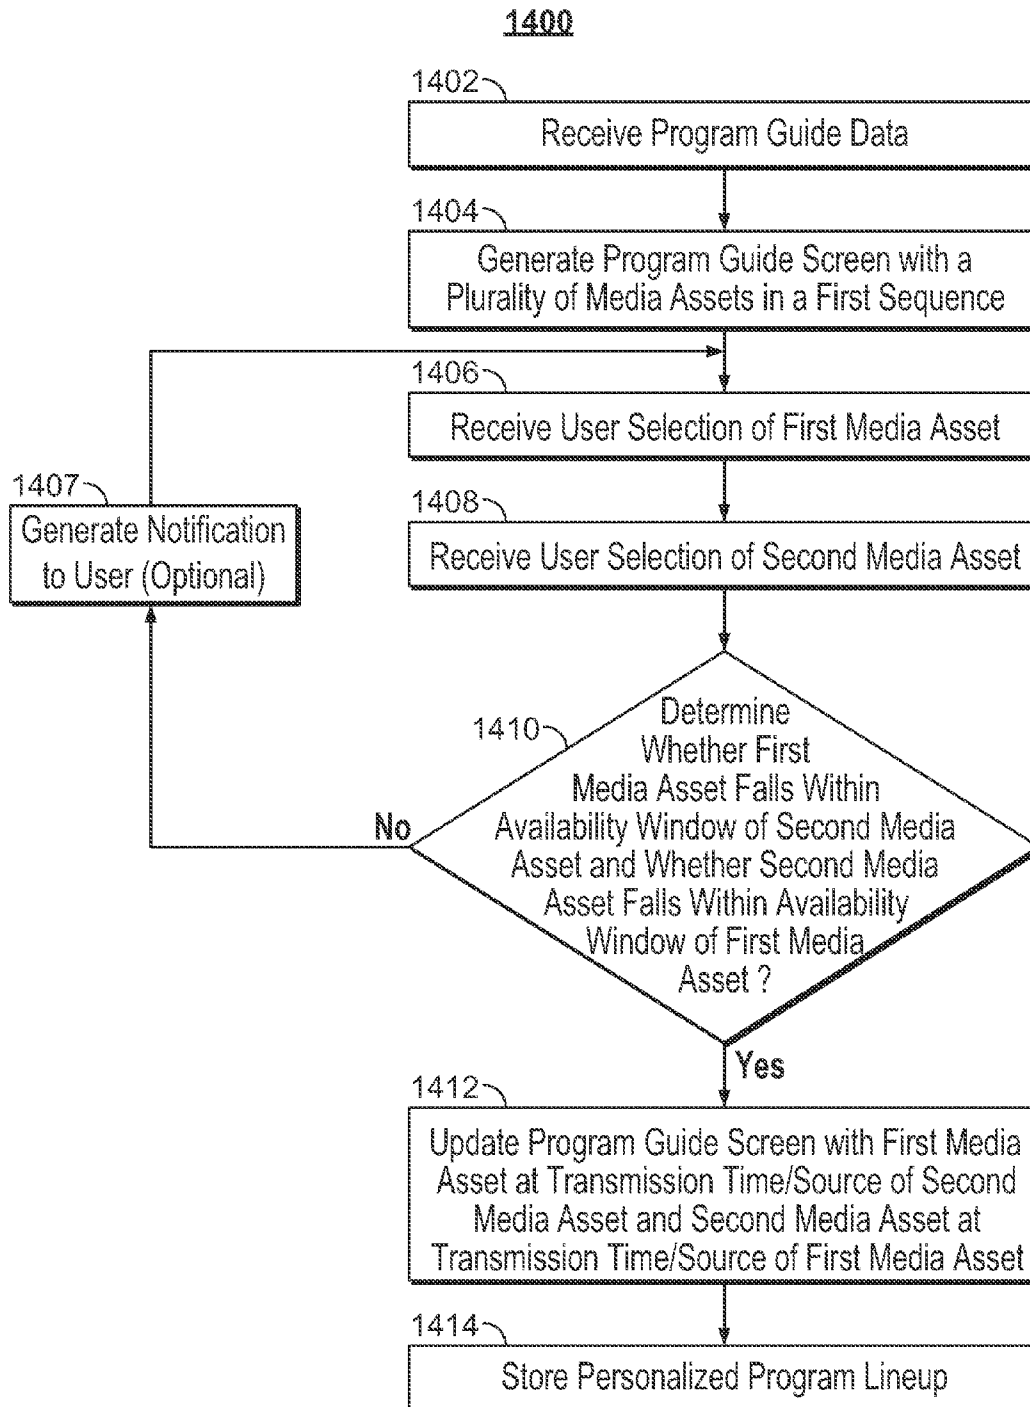 1400
1402
Receive Program Guide Data
1404
Generate Program Guide Screen with a
Plurality of Media Assets in a First Sequence
1406
Receive User Selection of First Media Asset
1407
Generate Notification
to User (Optional)
1408
Receive User Selection of Second Media Asset
1410
Determine
Whether First
Media Asset Falls Within
Availability Window of Second Media
Asset and Whether Second Media
Asset Falls Within Availability
Window of First Media
Asset ?
No
Yes
1412
Update Program Guide Screen with First Media
Asset at Transmission Time/Source of Second
Media Asset and Second Media Asset at
Transmission Time/Source of First Media Asset
1414
Store Personalized Program Lineup